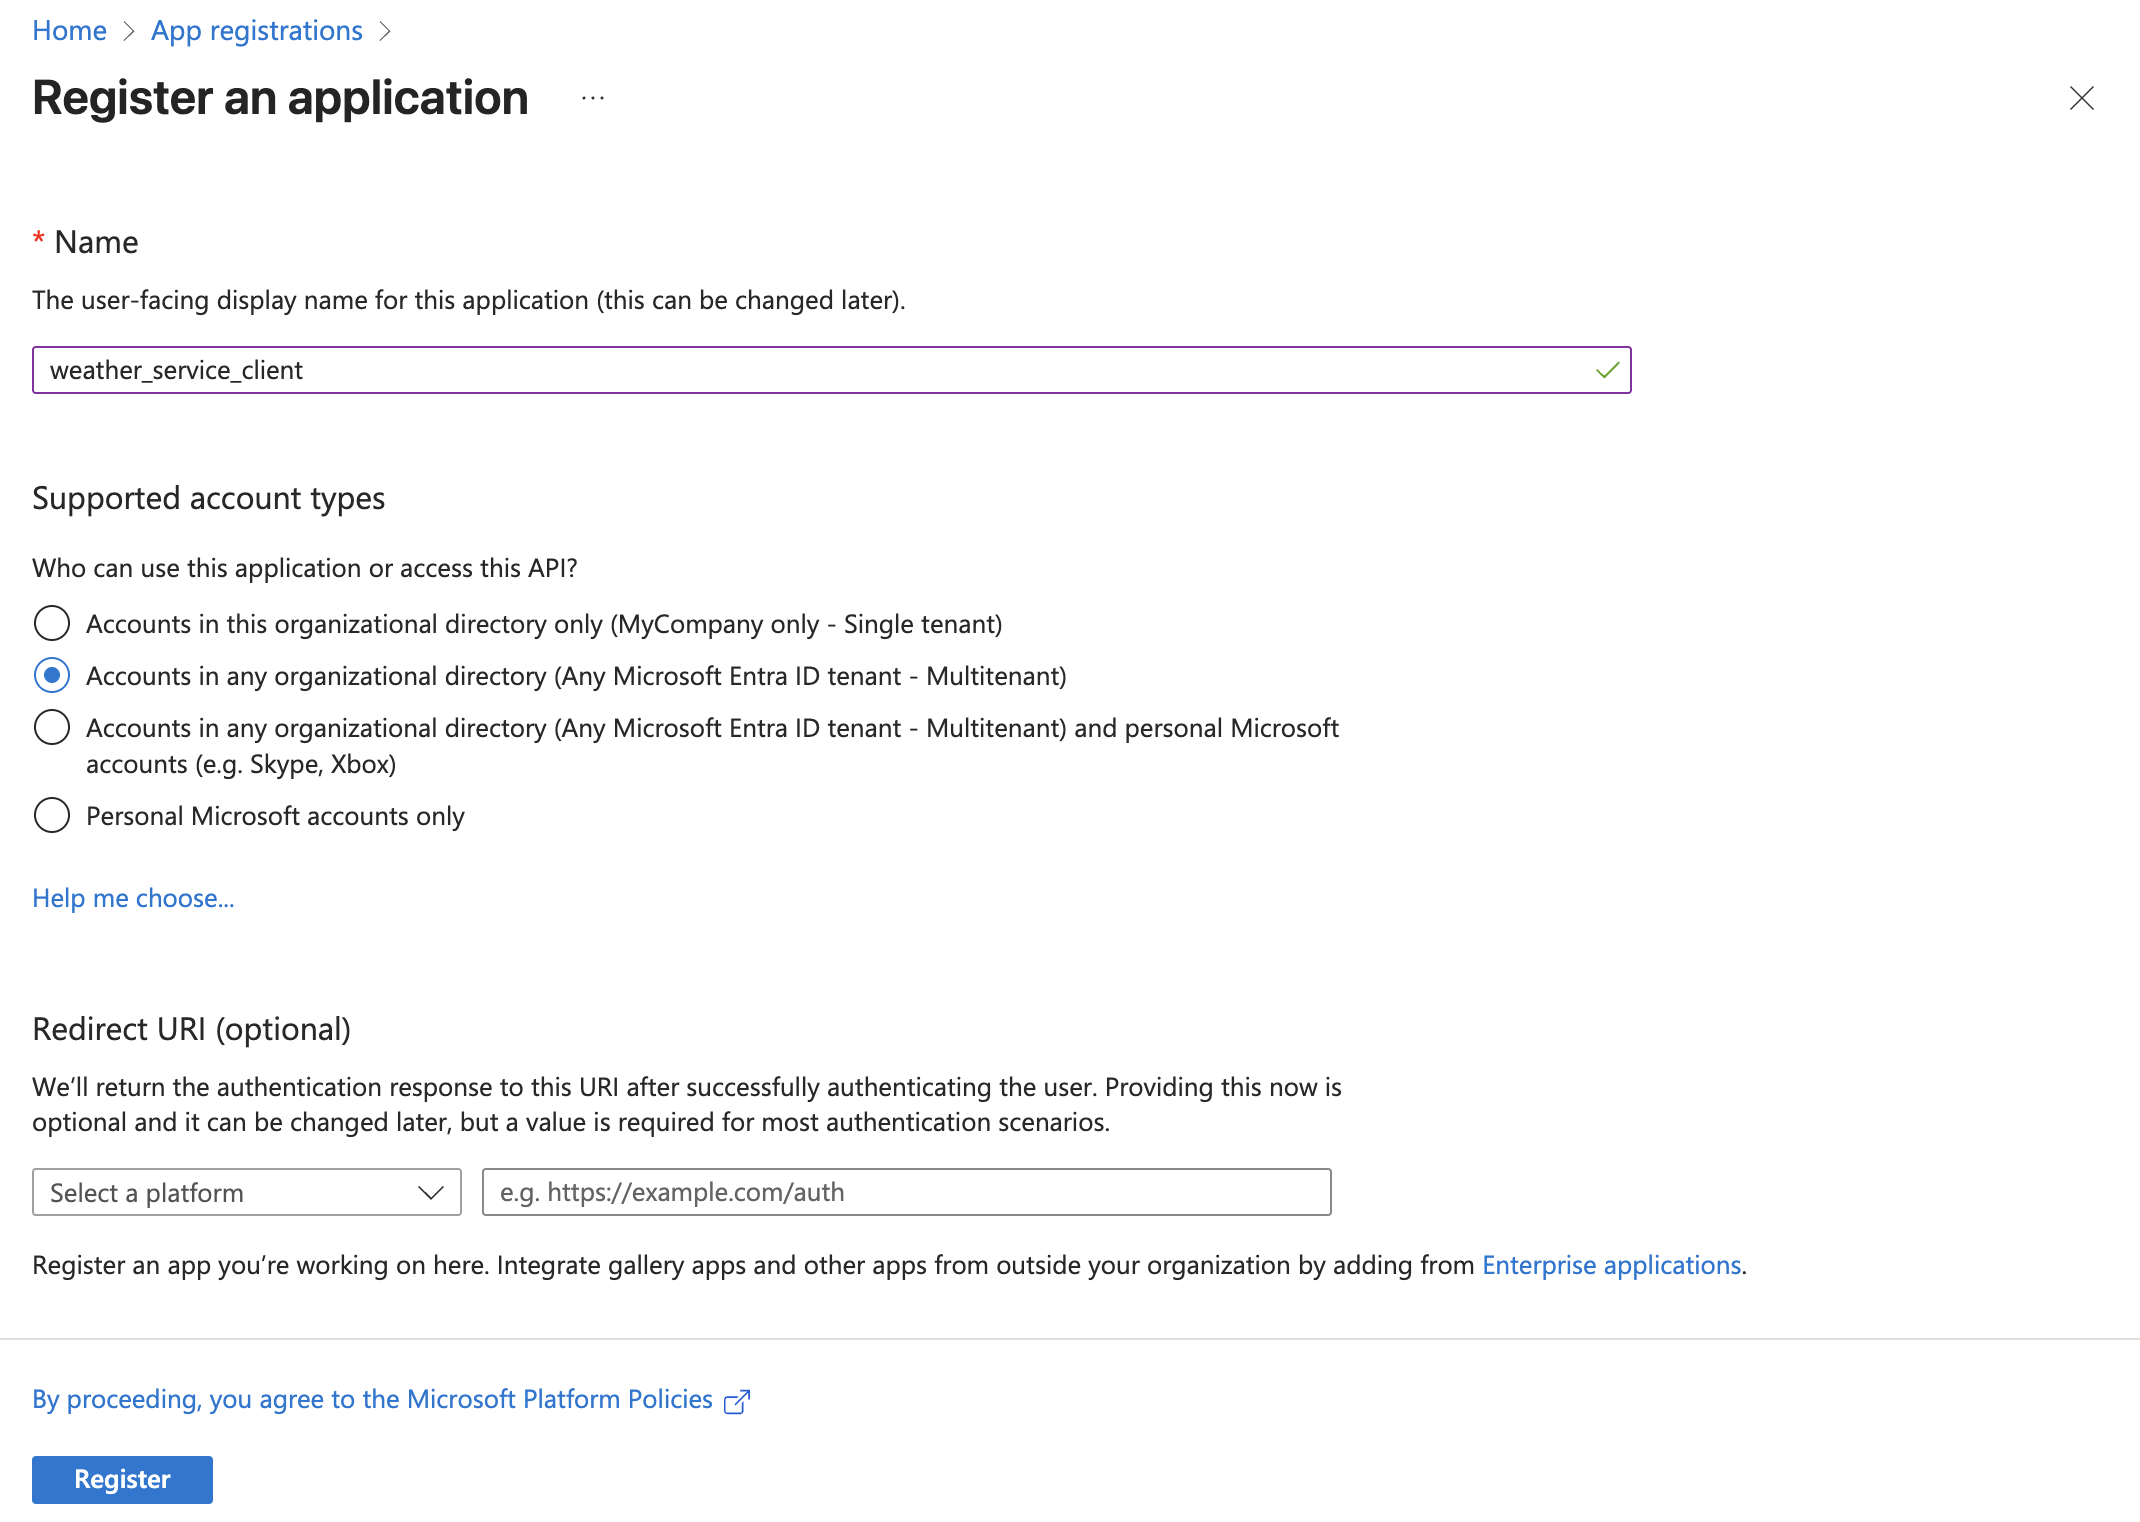 Home > App registrations >
Register an application ...
* Name
The user-facing display name for this application (this can be changed later).
weather_service_client
Supported account types
Who can use this application or access this API?
Accounts in this organizational directory only (MyCompany only - Single tenant)
Accounts in any organizational directory (Any Microsoft Entra ID tenant - Multitenant)
Accounts in any organizational directory (Any Microsoft Entra ID tenant - Multitenant) and personal Microsoft
accounts (e.g. Skype, Xbox)
Personal Microsoft accounts only
Help me choose...
Redirect URI (optional)
We’ll return the authentication response to this URI after successfully authenticating the user. Providing this now is
optional and it can be changed later, but a value is required for most authentication scenarios.
Select a platform
e.g. https://example.com/auth
Register an app you’re working on here. Integrate gallery apps and other apps from outside your organization by adding from Enterprise applications.
By proceeding, you agree to the Microsoft Platform Policies
Register